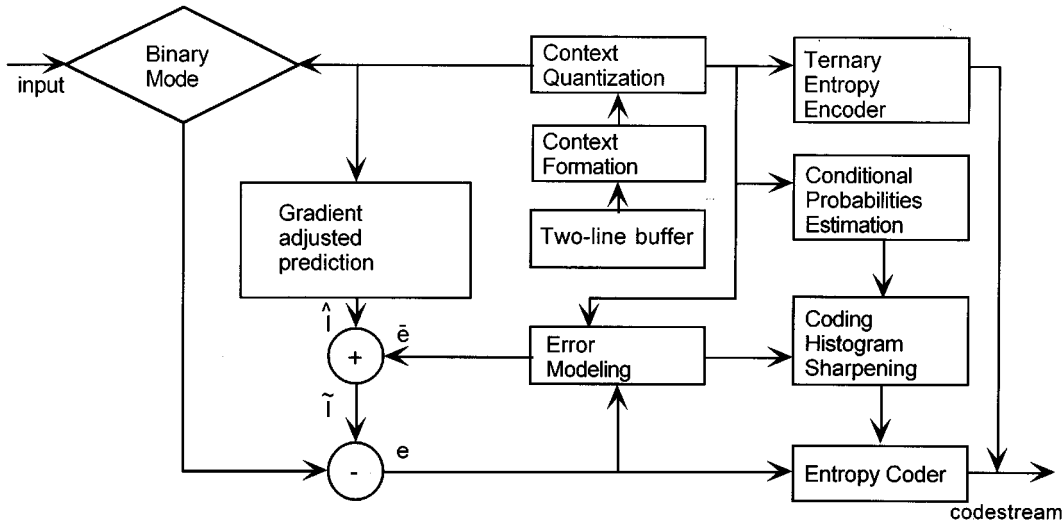 input
Binary
Mode
Context
Quantization
Ternary
Entropy
Encoder
Context
Formation
Two-line buffer
Conditional
Probabilities
Estimation
Gradient
adjusted
prediction
Î
ē
+
Error
Modeling
Coding
Histogram
Sharpening
Ĩ
e
-
Entropy Coder
codestream